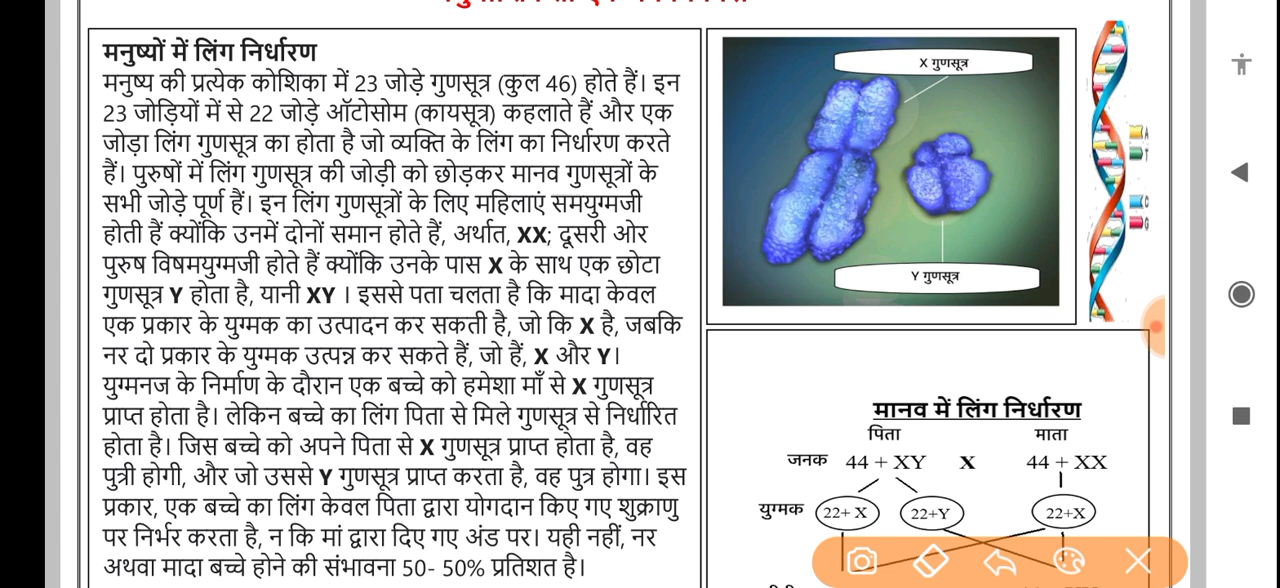 मनुष्यों में लिंग निर्धारण
मनुष्य की प्रत्येक कोशिका में 23 जोड़े गुणसूत्र (कुल 46) होते हैं। इन
23 जोड़ियों में से 22 जोड़े ऑटोसोम (कायसूत्र) कहलाते हैं और एक
जोड़ा लिंग गुणसूत्र का होता है जो व्यक्ति के लिंग का निर्धारण करते
हैं। पुरुषों में लिंग गुणसूत्र की जोड़ी को छोड़कर मानव गुणसूत्रों के
सभी जोड़े पूर्ण हैं। इन लिंग गुणसूत्रों के लिए महिलाएं समयुग्मजी
होती हैं क्योंकि उनमें दोनों समान होते हैं, अर्थात, XX; दूसरी ओर
पुरुष विषमयुग्मजी होते हैं क्योंकि उनके पास X के साथ एक छोटा
गुणसूत्र Y होता है, यानी XY । इससे पता चलता है कि मादा केवल
एक प्रकार के युग्मक का उत्पादन कर सकती है, जो कि X है, जबकि
नर दो प्रकार के युग्मक उत्पन्न कर सकते हैं, जो हैं, X और Y।
युग्मनज के निर्माण के दौरान एक बच्चे को हमेशा माँ से X गुणसूत्र
प्राप्त होता है। लेकिन बच्चे का लिंग पिता से मिले गुणसूत्र से निर्धारित
होता है। जिस बच्चे को अपने पिता से X गुणसूत्र प्राप्त होता है, वह
पुत्री होगी, और जो उससे Y गुणसूत्र प्राप्त करता है, वह पुत्र होगा। इस
प्रकार, एक बच्चे का लिंग केवल पिता द्वारा योगदान किए गए शुक्राणु
पर निर्भर करता है, न कि मां द्वारा दिए गए अंड पर। यही नहीं, नर
अथवा मादा बच्चे होने की संभावना 50- 50% प्रतिशत है।
X गुणसूत्र
Y गुणसूत्र
A
T
C
G
मानव में लिंग निर्धारण
पिता माता
जनक 44 + XY X 44 + XX
युग्मक 22+ X 22+Y 22+X